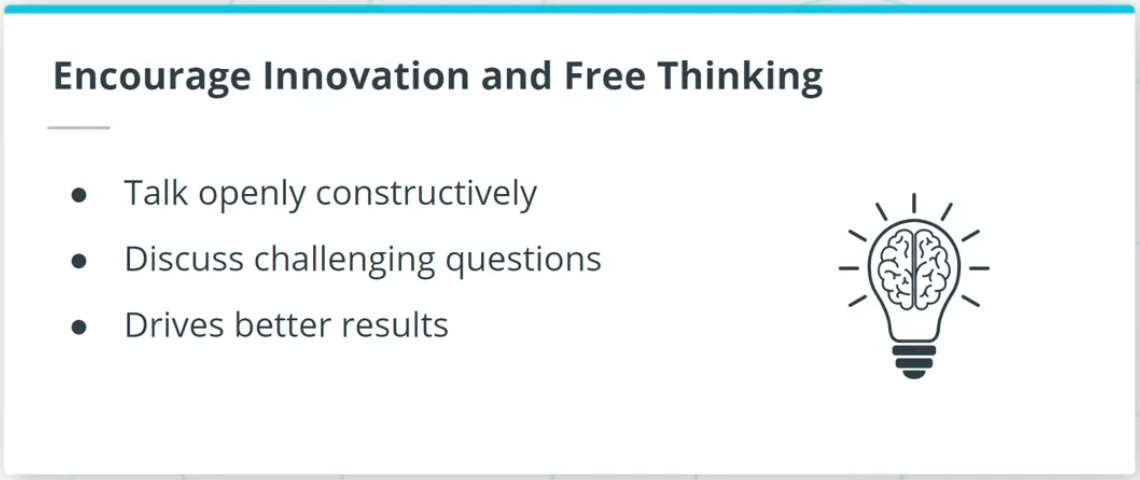 Encourage Innovation and Free Thinking
● Talk openly constructively
● Discuss challenging questions
● Drives better results